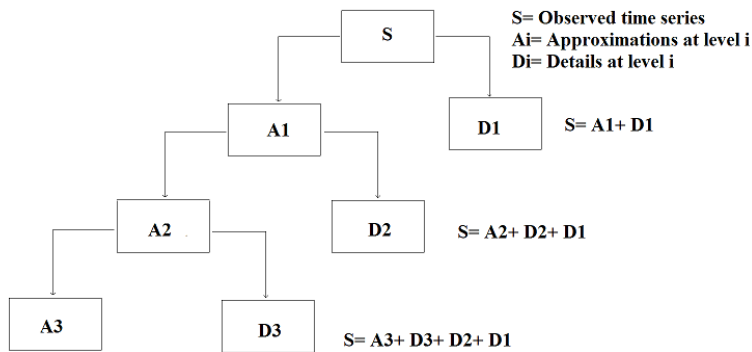 S
S= Observed time series
Ai= Approximations at level i
Di= Details at level i
A1
D1
S= A1+ D1
A2
D2
S= A2+ D2+ D1
A3
D3
S= A3+ D3+ D2+ D1